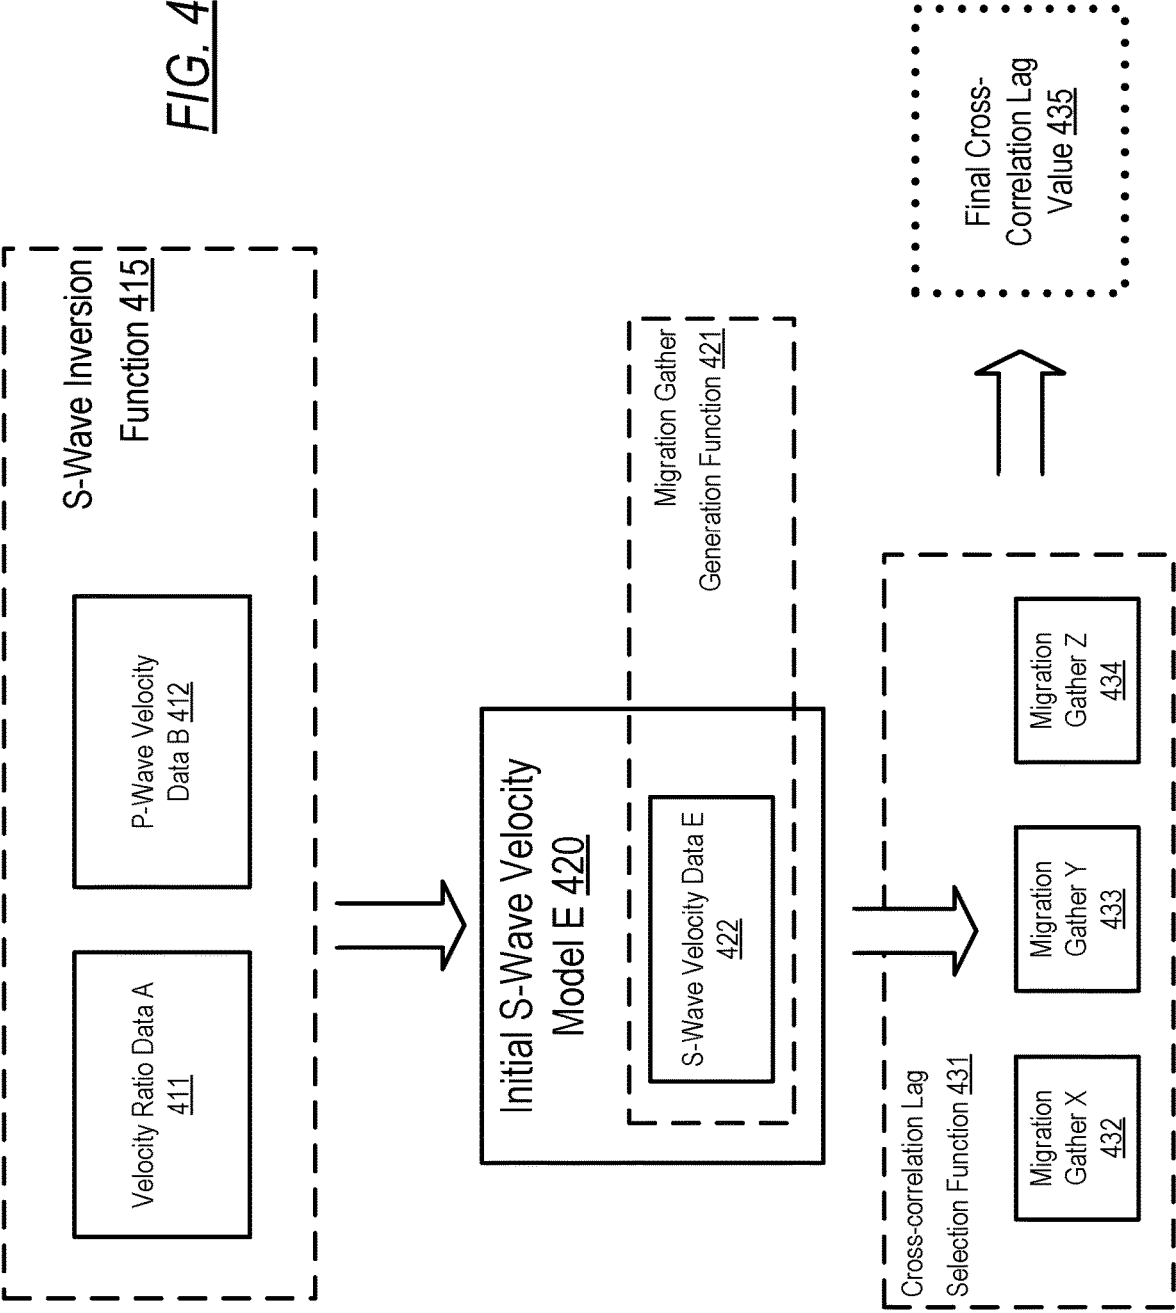 FIG. 4
S-Wave Inversion
Function 415
Velocity Ratio Data A
411
P-Wave Velocity
Data B 412
Initial S-Wave Velocity
Model E 420
Migration Gather
Generation Function 421
S-Wave Velocity Data E
422
Cross-correlation Lag
Selection Function 431
Migration
Gather X
432
Migration
Gather Y
433
Migration
Gather Z
434
Final Cross-
Correlation Lag
Value 435